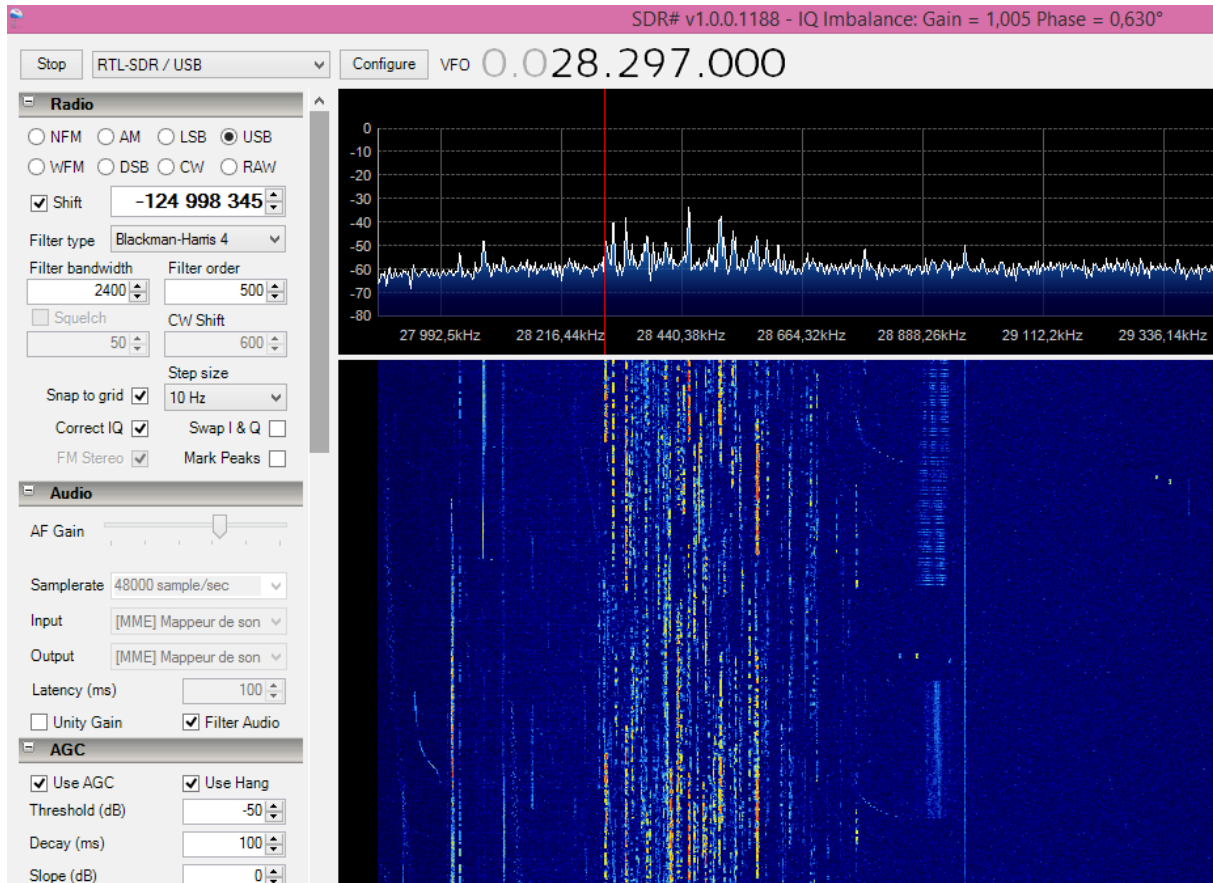 SDR# v1.0.0.1188 - IQ Imbalance: Gain = 1,005 Phase = 0,630°
Stop RTL-SDR / USB Configure VFO 0.028.297.000
Radio
NFM AM LSB USB
WFM DSB CW RAW
Shift -124 998 345
Filter type Blackman-Harris 4
Filter bandwidth Filter order
2400 500
Squelch CW Shift
50 600
Step size
Snap to grid 10 Hz
Correct IQ Swap I & Q
FM Stereo Mark Peaks
Audio
AF Gain
Samplerate 48000 sample/sec
Input [MME] Mappeur de son
Output [MME] Mappeur de son
Latency (ms) 100
Unity Gain Filter Audio
AGC
Use AGC Use Hang
Threshold (dB) -50
Decay (ms) 100
Slope (dB) 0
0
-10
-20
-30
-40
-50
-60
-70
-80
27 992,5kHz 28 216,44kHz 28 440,38kHz 28 664,32kHz 28 888,26kHz 29 112,2kHz 29 336,14kHz